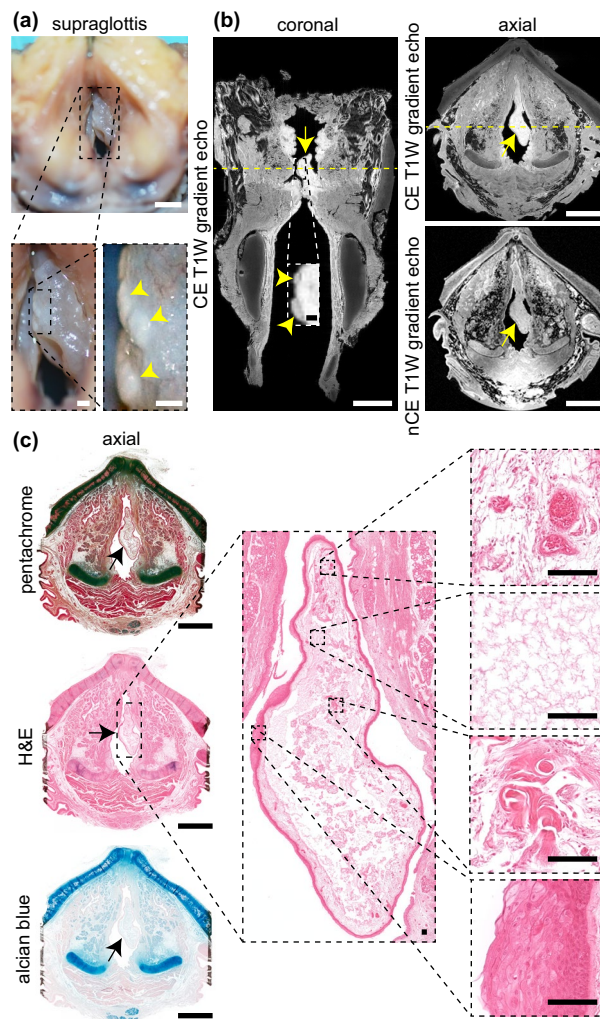 (a)
supraglottis
(b)
coronal
axial
CE T1W gradient echo
CE T1W gradient echo
nCE T1W gradient echo
(c)
axial
pentachrome
H&E
alcian blue